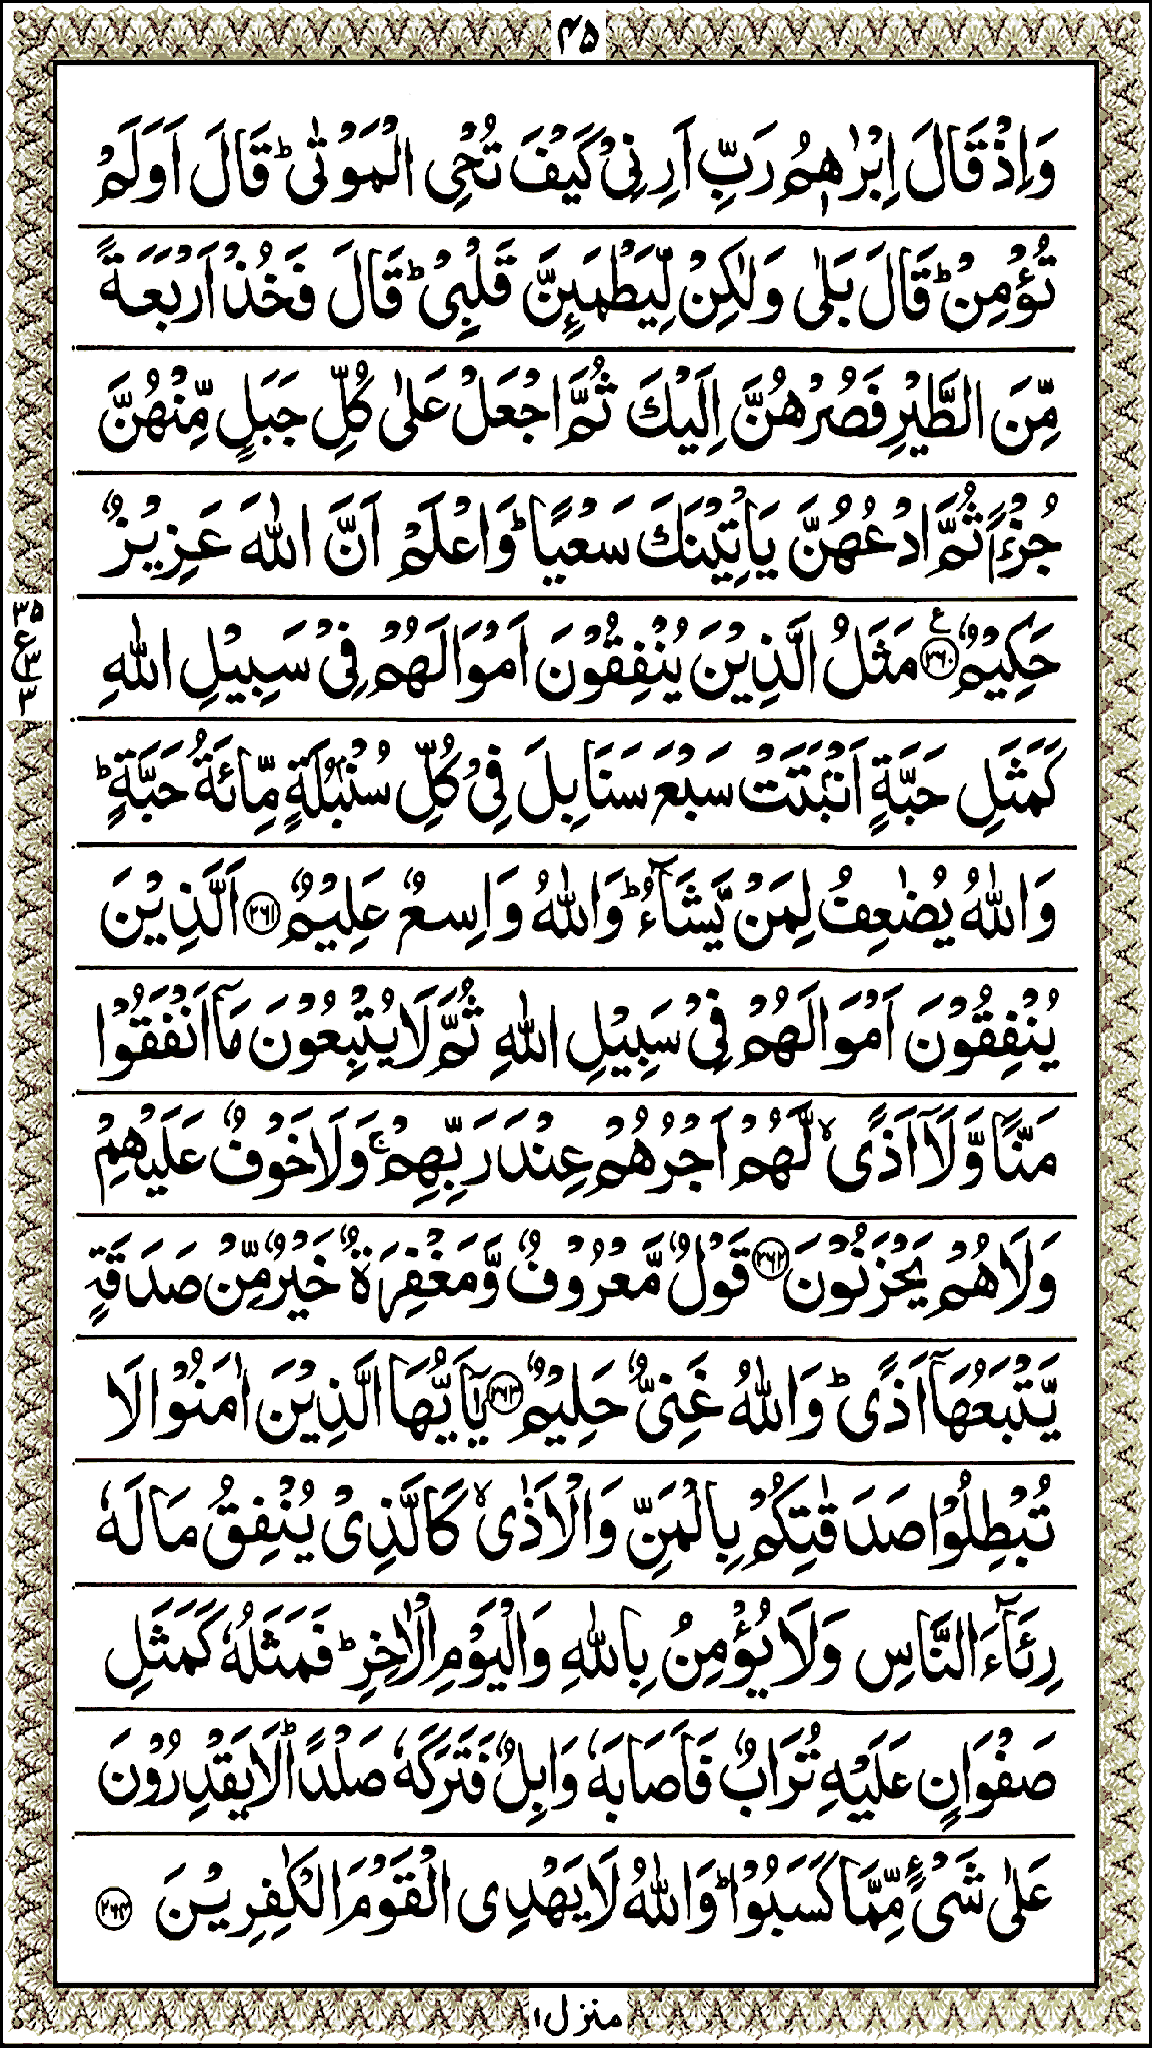 ۴۵
وَاِذْ قَالَ اِبْرٰهٖمُ رَبِّ اَرِنِیْ کَیْفَ تُحْیِ الْمَوْتٰیؕ قَالَ اَوَلَمْ
تُؤْمِنْؕ قَالَ بَلٰی وَلٰکِنْ لِّیَطْمَىِٕنَّ قَلْبِیْؕ قَالَ فَخُذْ اَرْبَعَةً
مِّنَ الطَّیْرِ فَصُرْهُنَّ اِلَیْکَ ثُمَّ اجْعَلْ عَلٰی کُلِّ جَبَلٍ مِّنْهُنَّ
جُزْءًا ثُمَّ ادْعُهُنَّ یَاْتِیْنَکَ سَعْیًاؕ وَاعْلَمْ اَنَّ اللّٰهَ عَزِیْزٌ
حَکِیْمٌ ﴿۲۶۰﴾ ع مَثَلُ الَّذِیْنَ یُنْفِقُوْنَ اَمْوَالَهُمْ فِیْ سَبِیْلِ اللّٰهِ
۳۵
ع
۳
۳
کَمَثَلِ حَبَّةٍ اَنْۢبَتَتْ سَبْعَ سَنَابِلَ فِیْ کُلِّ سُنْۢبُلَةٍ مِّائَةُ حَبَّةٍؕ
وَاللّٰهُ یُضٰعِفُ لِمَنْ یَّشَآءُؕ وَاللّٰهُ وَاسِعٌ عَلِیْمٌ ﴿۲۶۱﴾ اَلَّذِیْنَ
یُنْفِقُوْنَ اَمْوَالَهُمْ فِیْ سَبِیْلِ اللّٰهِ ثُمَّ لَا یُتْبِعُوْنَ مَاۤ اَنْفَقُوْا
مَنًّا وَّلَاۤ اَذًیۙ لَّهُمْ اَجْرُهُمْ عِنْدَ رَبِّهِمْۚ وَلَا خَوْفٌ عَلَیْهِمْ
وَلَا هُمْ یَحْزَنُوْنَ ﴿۲۶۲﴾ قَوْلٌ مَّعْرُوْفٌ وَّمَغْفِرَةٌ خَیْرٌ مِّنْ صَدَقَةٍ
یَّتْبَعُهَاۤ اَذًیؕ وَاللّٰهُ غَنِیٌّ حَلِیْمٌ ﴿۲۶۳﴾ یٰۤاَیُّهَا الَّذِیْنَ اٰمَنُوْا لَا
تُبْطِلُوْا صَدَقٰتِکُمْ بِالْمَنِّ وَالْاَذٰیۙ کَالَّذِیْ یُنْفِقُ مَالَهٗ
رِئَآءَ النَّاسِ وَلَا یُؤْمِنُ بِاللّٰهِ وَالْیَوْمِ الْاٰخِرِؕ فَمَثَلُهٗ کَمَثَلِ
صَفْوَانٍ عَلَیْهِ تُرَابٌ فَاَصَابَهٗ وَابِلٌ فَتَرَکَهٗ صَلْدًاؕ لَا یَقْدِرُوْنَ
عَلٰی شَیْءٍ مِّمَّا کَسَبُوْاؕ وَاللّٰهُ لَا یَهْدِی الْقَوْمَ الْکٰفِرِیْنَ ﴿۲۶۴﴾
منزل ۱